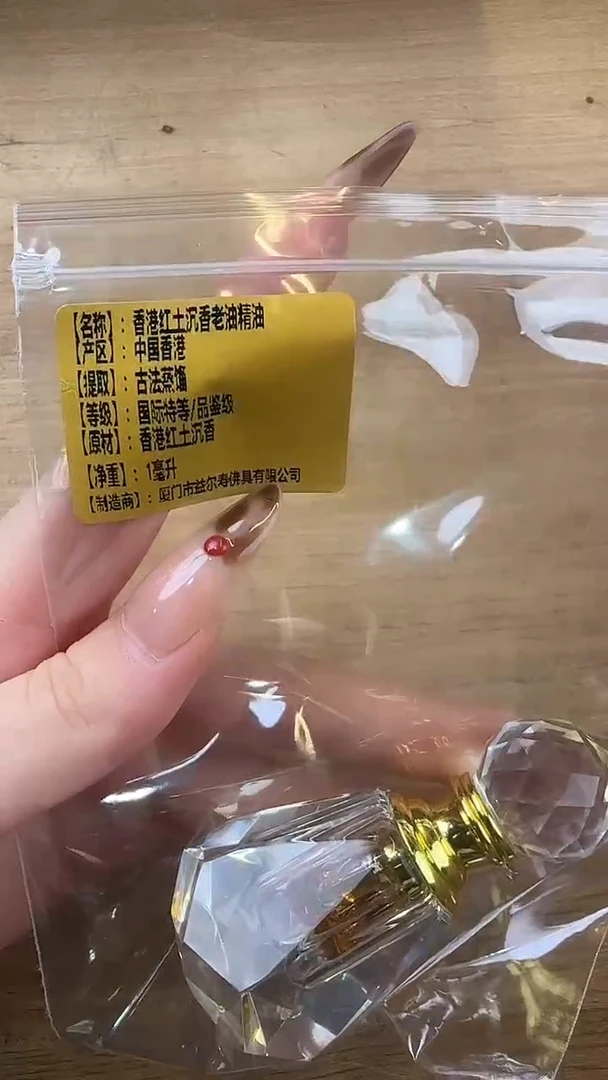 【名称】：香港红土沉香老油精油
【产区】：中国香港
【提取】：古法蒸馏
【等级】：国际特等/品鉴级
【原材】：香港红土沉香
【净重】：1毫升
【制造商】：厦门市益尔寿佛具有限公司